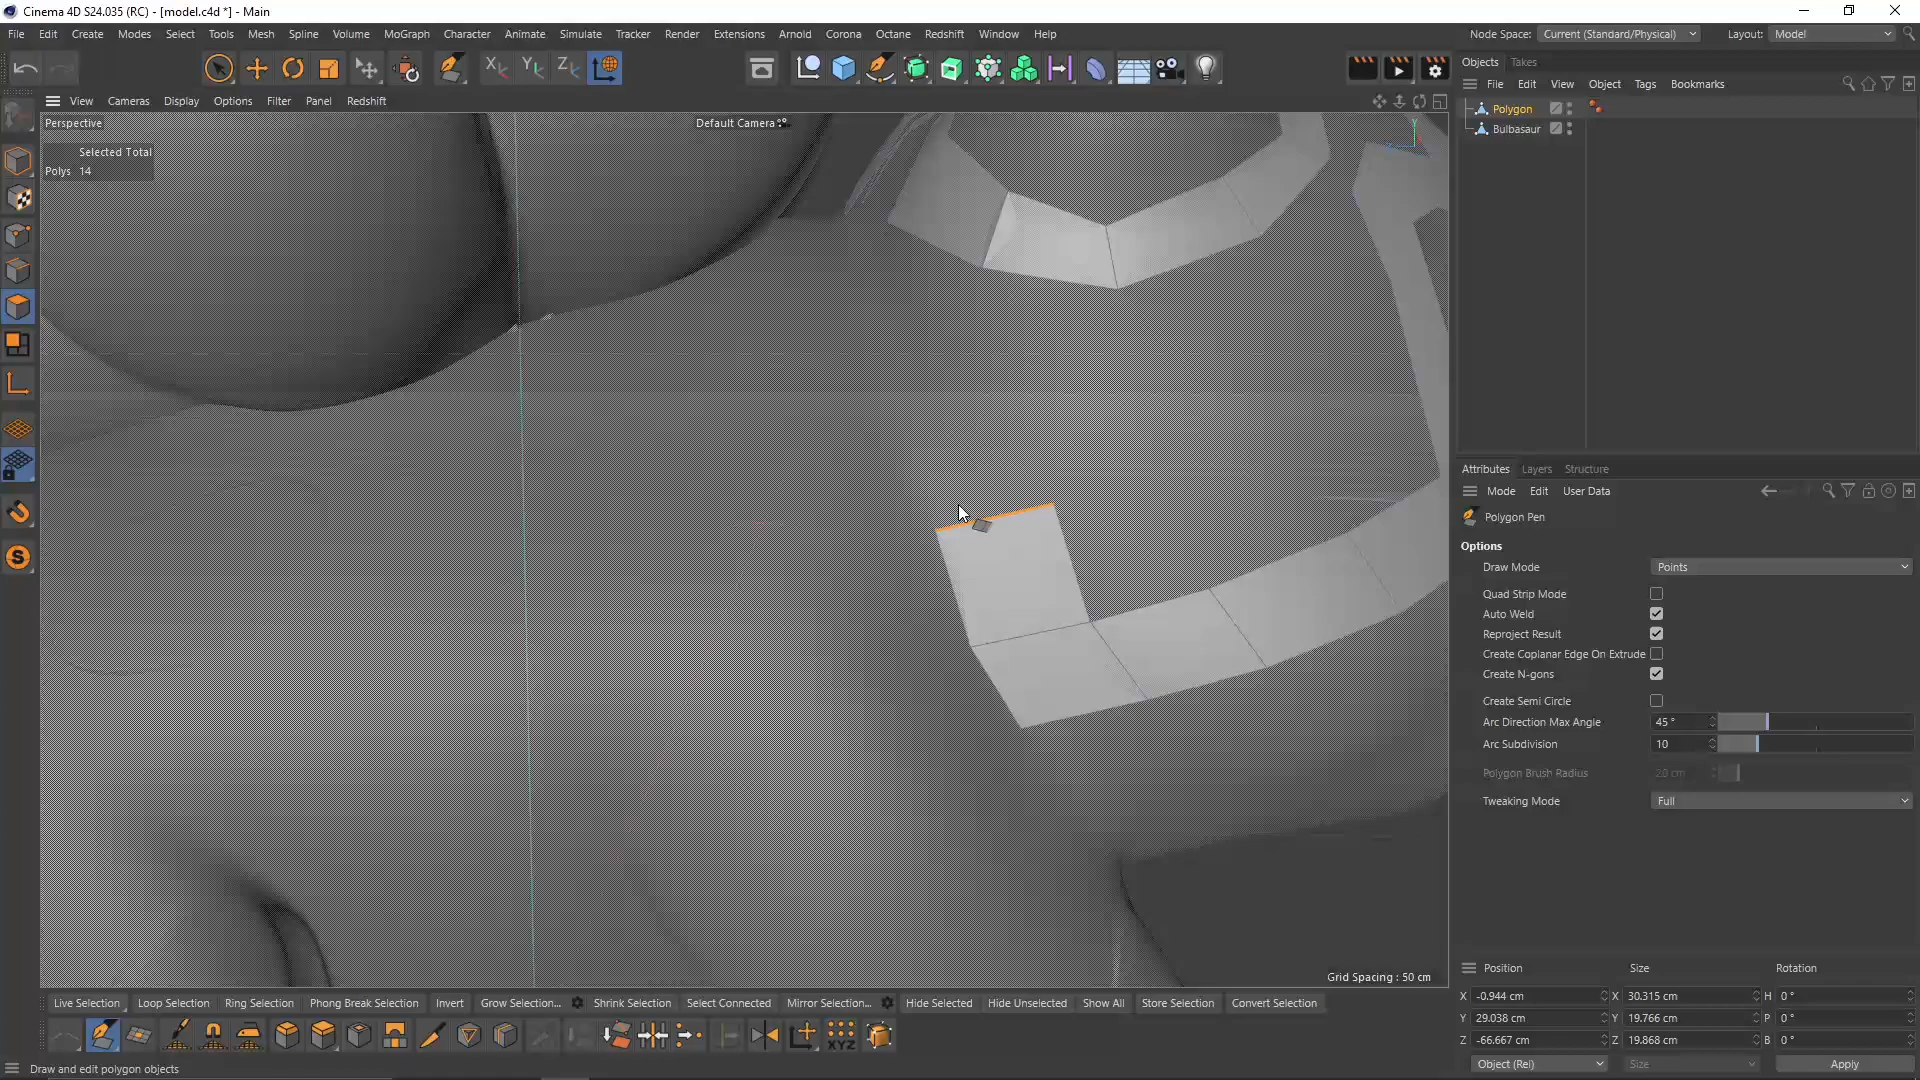 Cinema 4D S24.035 (RC) - [model.c4d *] - Main
File Edit Create Modes Select Tools Mesh Spline Volume MoGraph Character Animate Simulate Tracker Render Extensions Arnold Corona Octane Redshift Window Help
Node Space: Current (Standard/Physical) Layout: Model
X Y Z
Objects Takes
View Cameras Display Options Filter Panel Redshift
File Edit View Object Tags Bookmarks
Perspective
Default Camera
Y
Polygon
Bulbasaur
Selected Total
Polys 14
Attributes Layers Structure
Mode Edit User Data
Polygon Pen
Options
Draw Mode Points
Quad Strip Mode
Auto Weld
Reproject Result
Create Coplanar Edge On Extrude
Create N-gons
Create Semi Circle
Arc Direction Max Angle 45 °
Arc Subdivision 10
Polygon Brush Radius 20 cm
Tweaking Mode Full
S
Grid Spacing : 50 cm
Position Size Rotation
X -0.944 cm X 30.315 cm H 0 °
Y 29.038 cm Y 19.766 cm P 0 °
Z -66.667 cm Z 19.868 cm B 0 °
Object (Rel) Size Apply
Live Selection Loop Selection Ring Selection Phong Break Selection Invert Grow Selection... Shrink Selection Select Connected Mirror Selection... Hide Selected Hide Unselected Show All Store Selection Convert Selection
XYZ
Draw and edit polygon objects